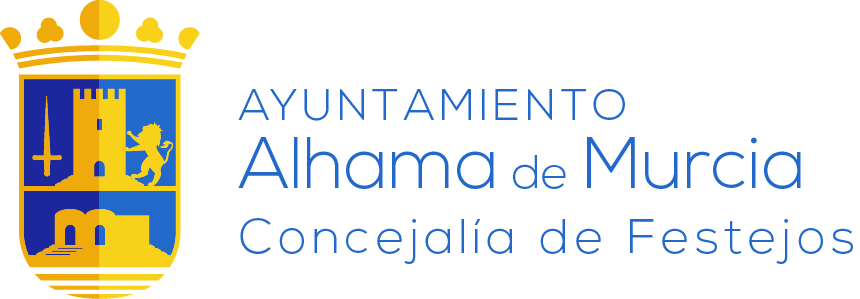 AYUNTAMIENTO
Alhama de Murcia
Concejalía de Festejos